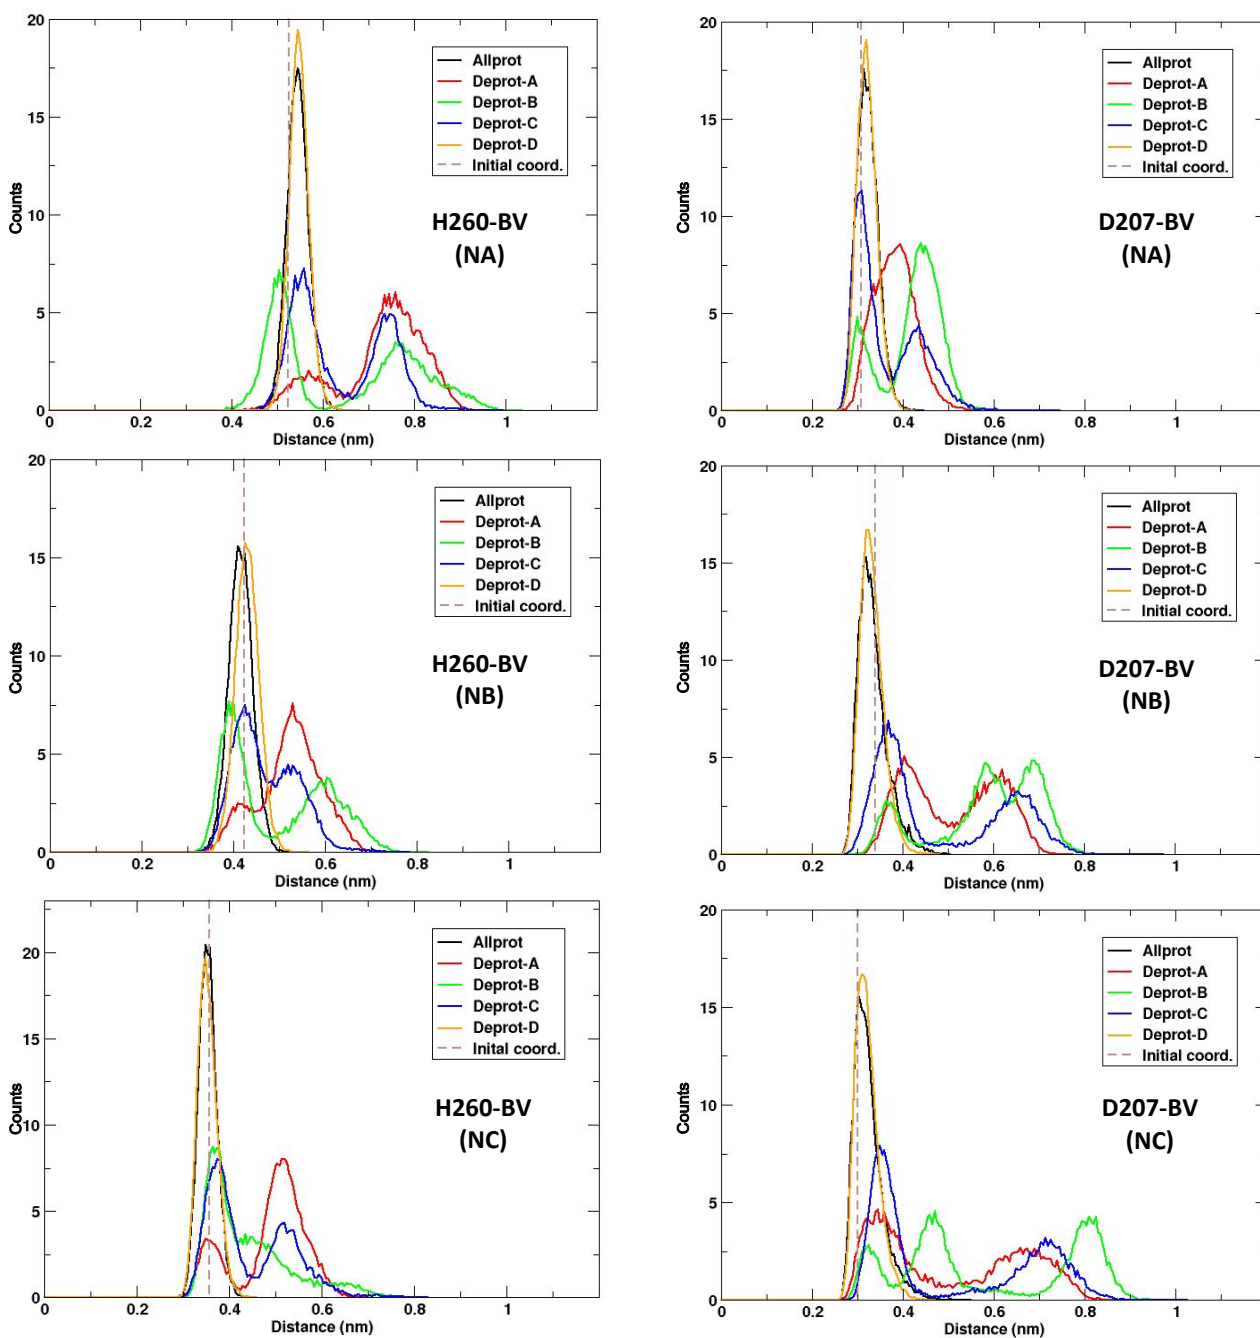 20
15
10
5
0
Counts
0
0.2
0.4
0.6
0.8
1
Distance (nm)
Allprot
Deprot-A
Deprot-B
Deprot-C
Deprot-D
Initial coord.
H260-BV
(NA)
20
15
10
5
0
Counts
0
0.2
0.4
0.6
0.8
1
Distance (nm)
Allprot
Deprot-A
Deprot-B
Deprot-C
Deprot-D
Inital coord.
D207-BV
(NA)
20
15
10
5
0
Counts
0
0.2
0.4
0.6
0.8
1
Distance (nm)
Allprot
Deprot-A
Deprot-B
Deprot-C
Deprot-D
Initial coord.
H260-BV
(NB)
20
15
10
5
0
Counts
0
0.2
0.4
0.6
0.8
1
Distance (nm)
Allprot
Deprot-A
Deprot-B
Deprot-C
Deprot-D
Initial coord.
D207-BV
(NB)
20
15
10
5
0
Counts
0
0.2
0.4
0.6
0.8
1
Distance (nm)
Allprot
Deprot-A
Deprot-B
Deprot-C
Deprot-D
Inital coord.
H260-BV
(NC)
20
15
10
5
0
Counts
0
0.2
0.4
0.6
0.8
1
Distance (nm)
Allprot
Deprot-A
Deprot-B
Deprot-C
Deprot-D
Initial coord.
D207-BV
(NC)